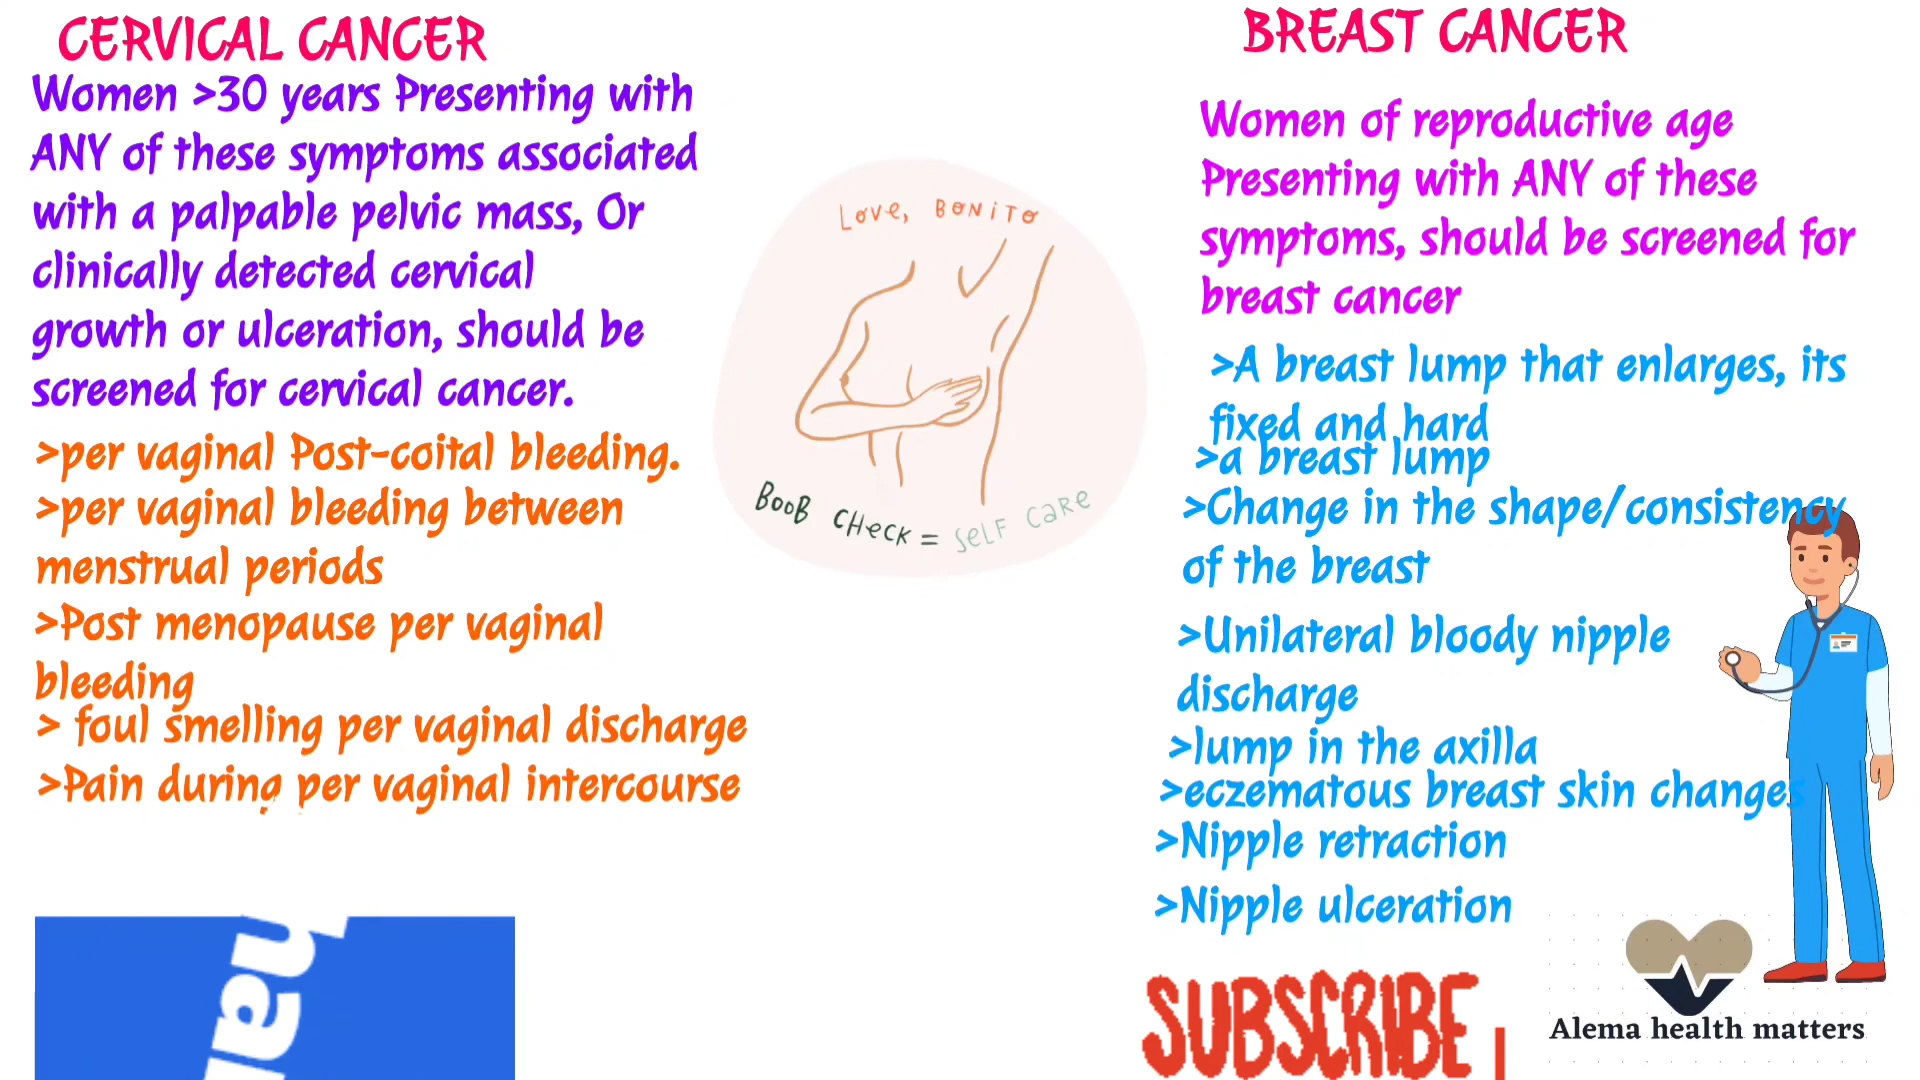 CERVICAL CANCER
Women >30 years Presenting with
ANY of these symptoms associated
with a palpable pelvic mass, Or
clinically detected cervical
growth or ulceration, should be
screened for cervical cancer.
>per vaginal Post-coital bleeding.
>per vaginal bleeding between
menstrual periods
>Post menopause per vaginal
bleeding
> foul smelling per vaginal discharge
>Pain during per vaginal intercourse
Love, BONiTO
BooB CHecK = SELF CaRe
BREAST CANCER
Women of reproductive age
Presenting with ANY of these
symptoms, should be screened for
breast cancer
>A breast lump that enlarges, its
fixed and hard
>a breast lump
>Change in the shape/consistency
of the breast
>Unilateral bloody nipple
discharge
>lump in the axilla
>eczematous breast skin changes
>Nipple retraction
>Nipple ulceration
SUBSCRIBE
Alema health matters